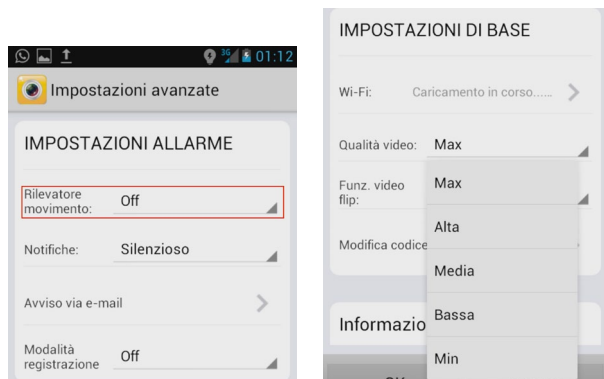 3G 01:12
Impostazioni avanzate
IMPOSTAZIONI ALLARME
Rilevatore
movimento:
Off
Notifiche: Silenzioso
Avviso via e-mail
Modalità
registrazione
Off
IMPOSTAZIONI DI BASE
Wi-Fi: Caricamento in corso......
Qualità video: Max
Funz. video
flip:
Max
Alta
Modifica codice
Media
Informazio
Bassa
Min